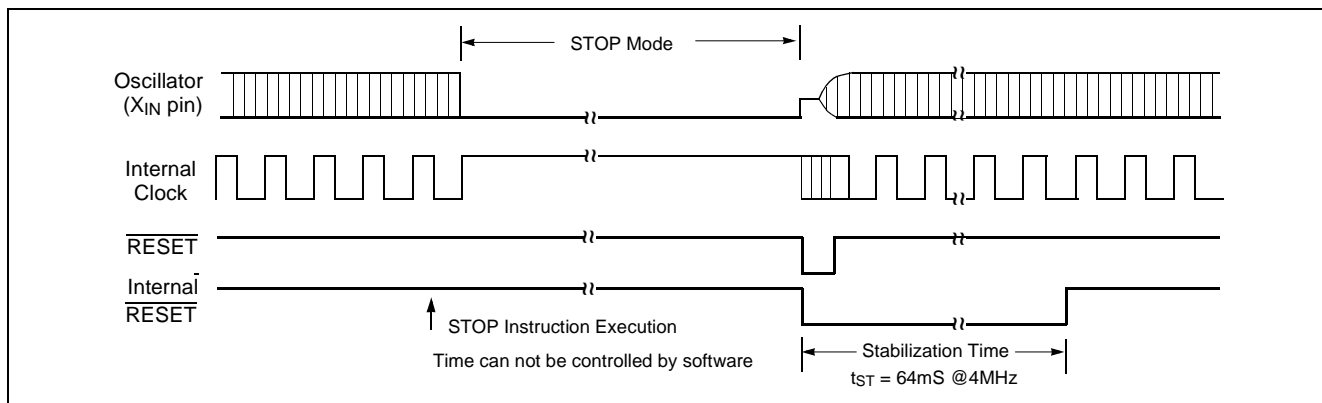 STOP Mode
Oscillator
(XIN pin)
Internal
Clock
RESET
Internal
RESET
STOP Instruction Execution
Time can not be controlled by software
Stabilization Time
tST = 64mS @4MHz